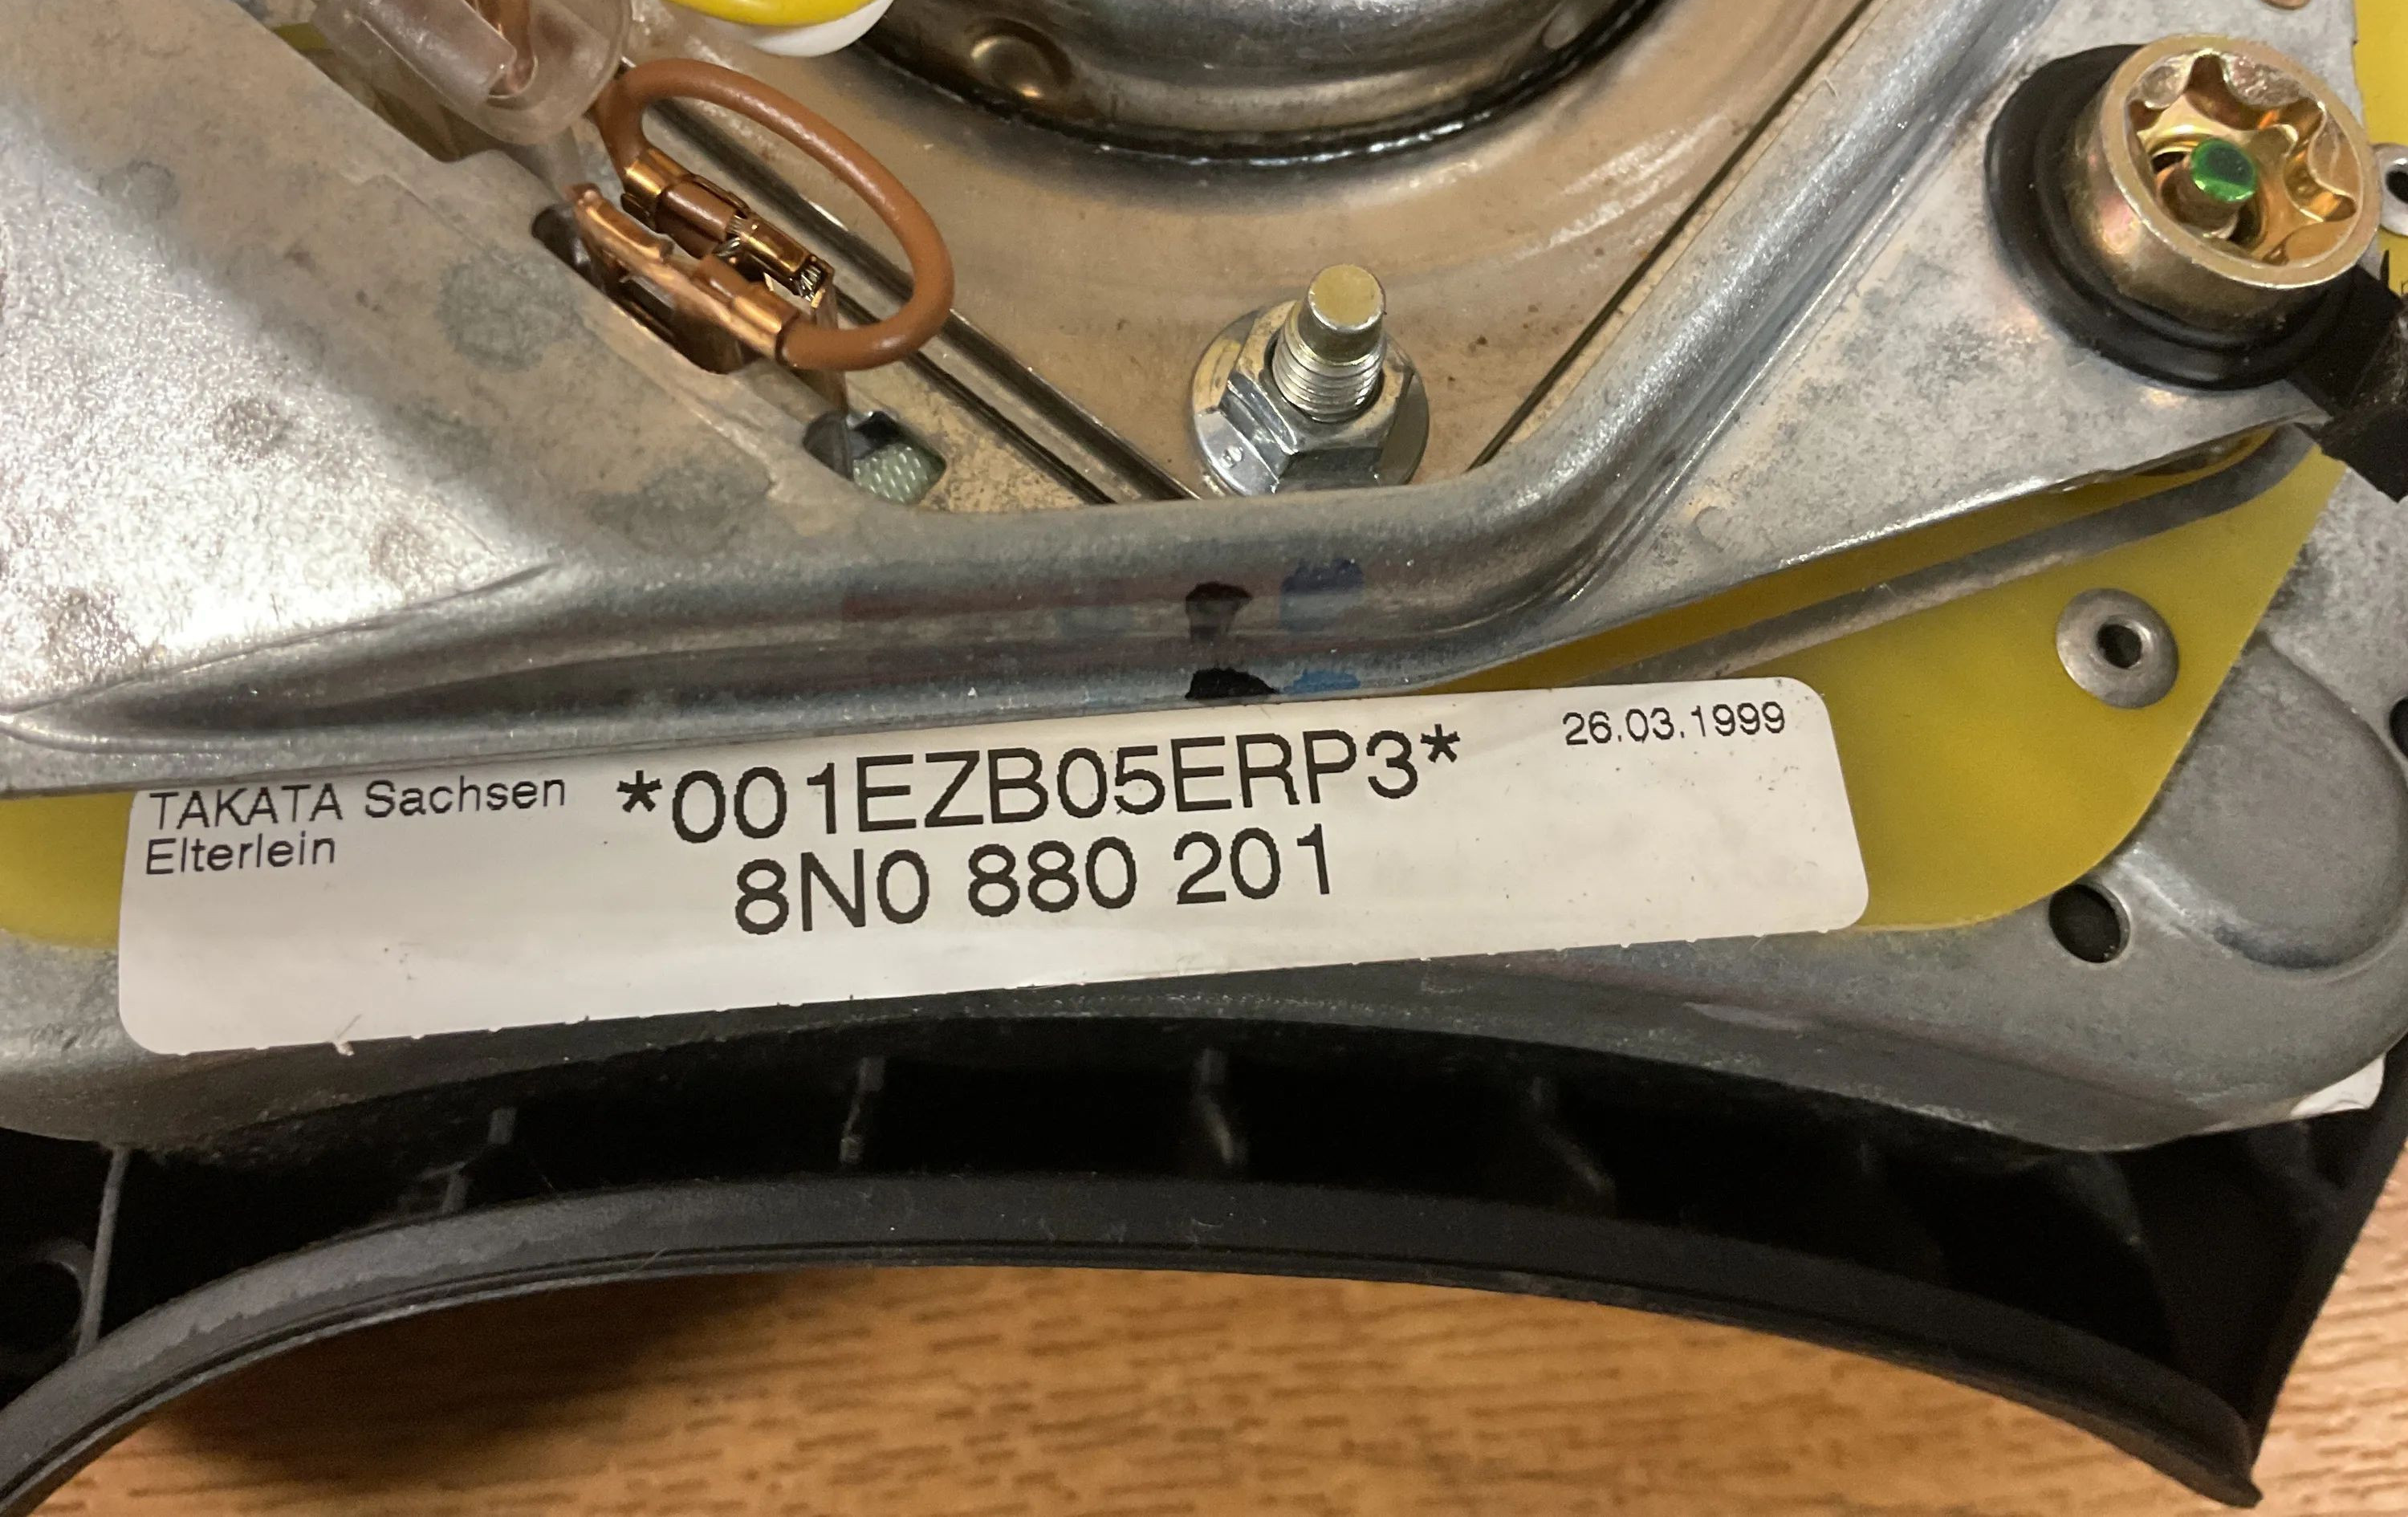 TAKATA Sachsen
Elterlein
*001EZB05ERP3*
8N0 880 201
26.03.1999